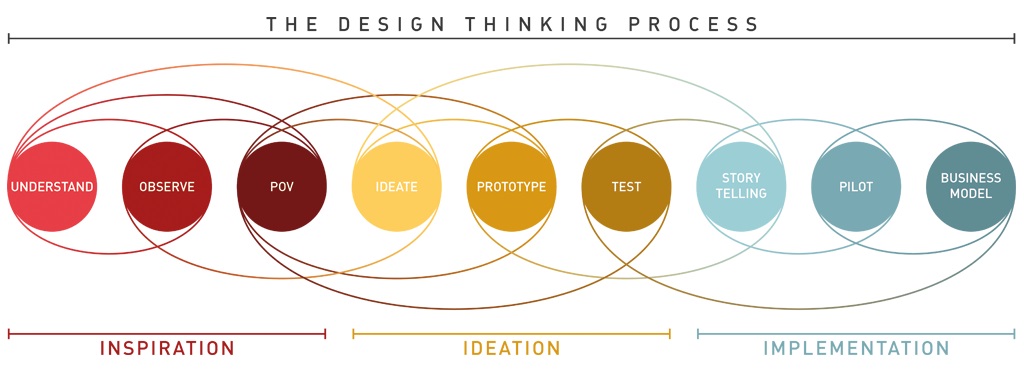 THE DESIGN THINKING PROCESS
UNDERSTAND
OBSERVE
POV
IDEATE
PROTOTYPE
TEST
STORY
TELLING
PILOT
BUSINESS
MODEL
INSPIRATION
IDEATION
IMPLEMENTATION